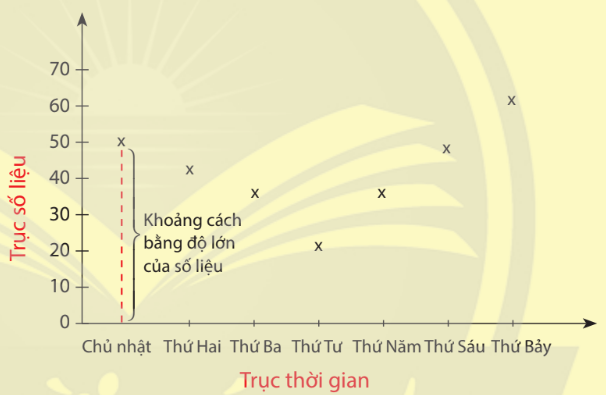 70
60
50
40
30
20
10
0
Trục số liệu
x
x
x
x
x
x
x
Khoảng cách
bằng độ lớn
của số liệu
Chủ nhật Thứ Hai Thứ Ba Thứ Tư Thứ Năm Thứ Sáu Thứ Bảy
Trục thời gian